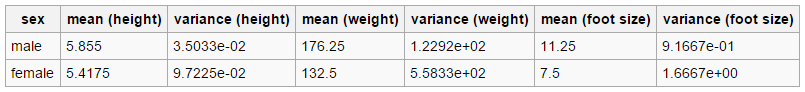 sex mean (height) variance (height) mean (weight) variance (weight) mean (foot size) variance (foot size)
male 5.855 3.5033e-02 176.25 1.2292e+02 11.25 9.1667e-01
female 5.4175 9.7225e-02 132.5 5.5833e+02 7.5 1.6667e+00